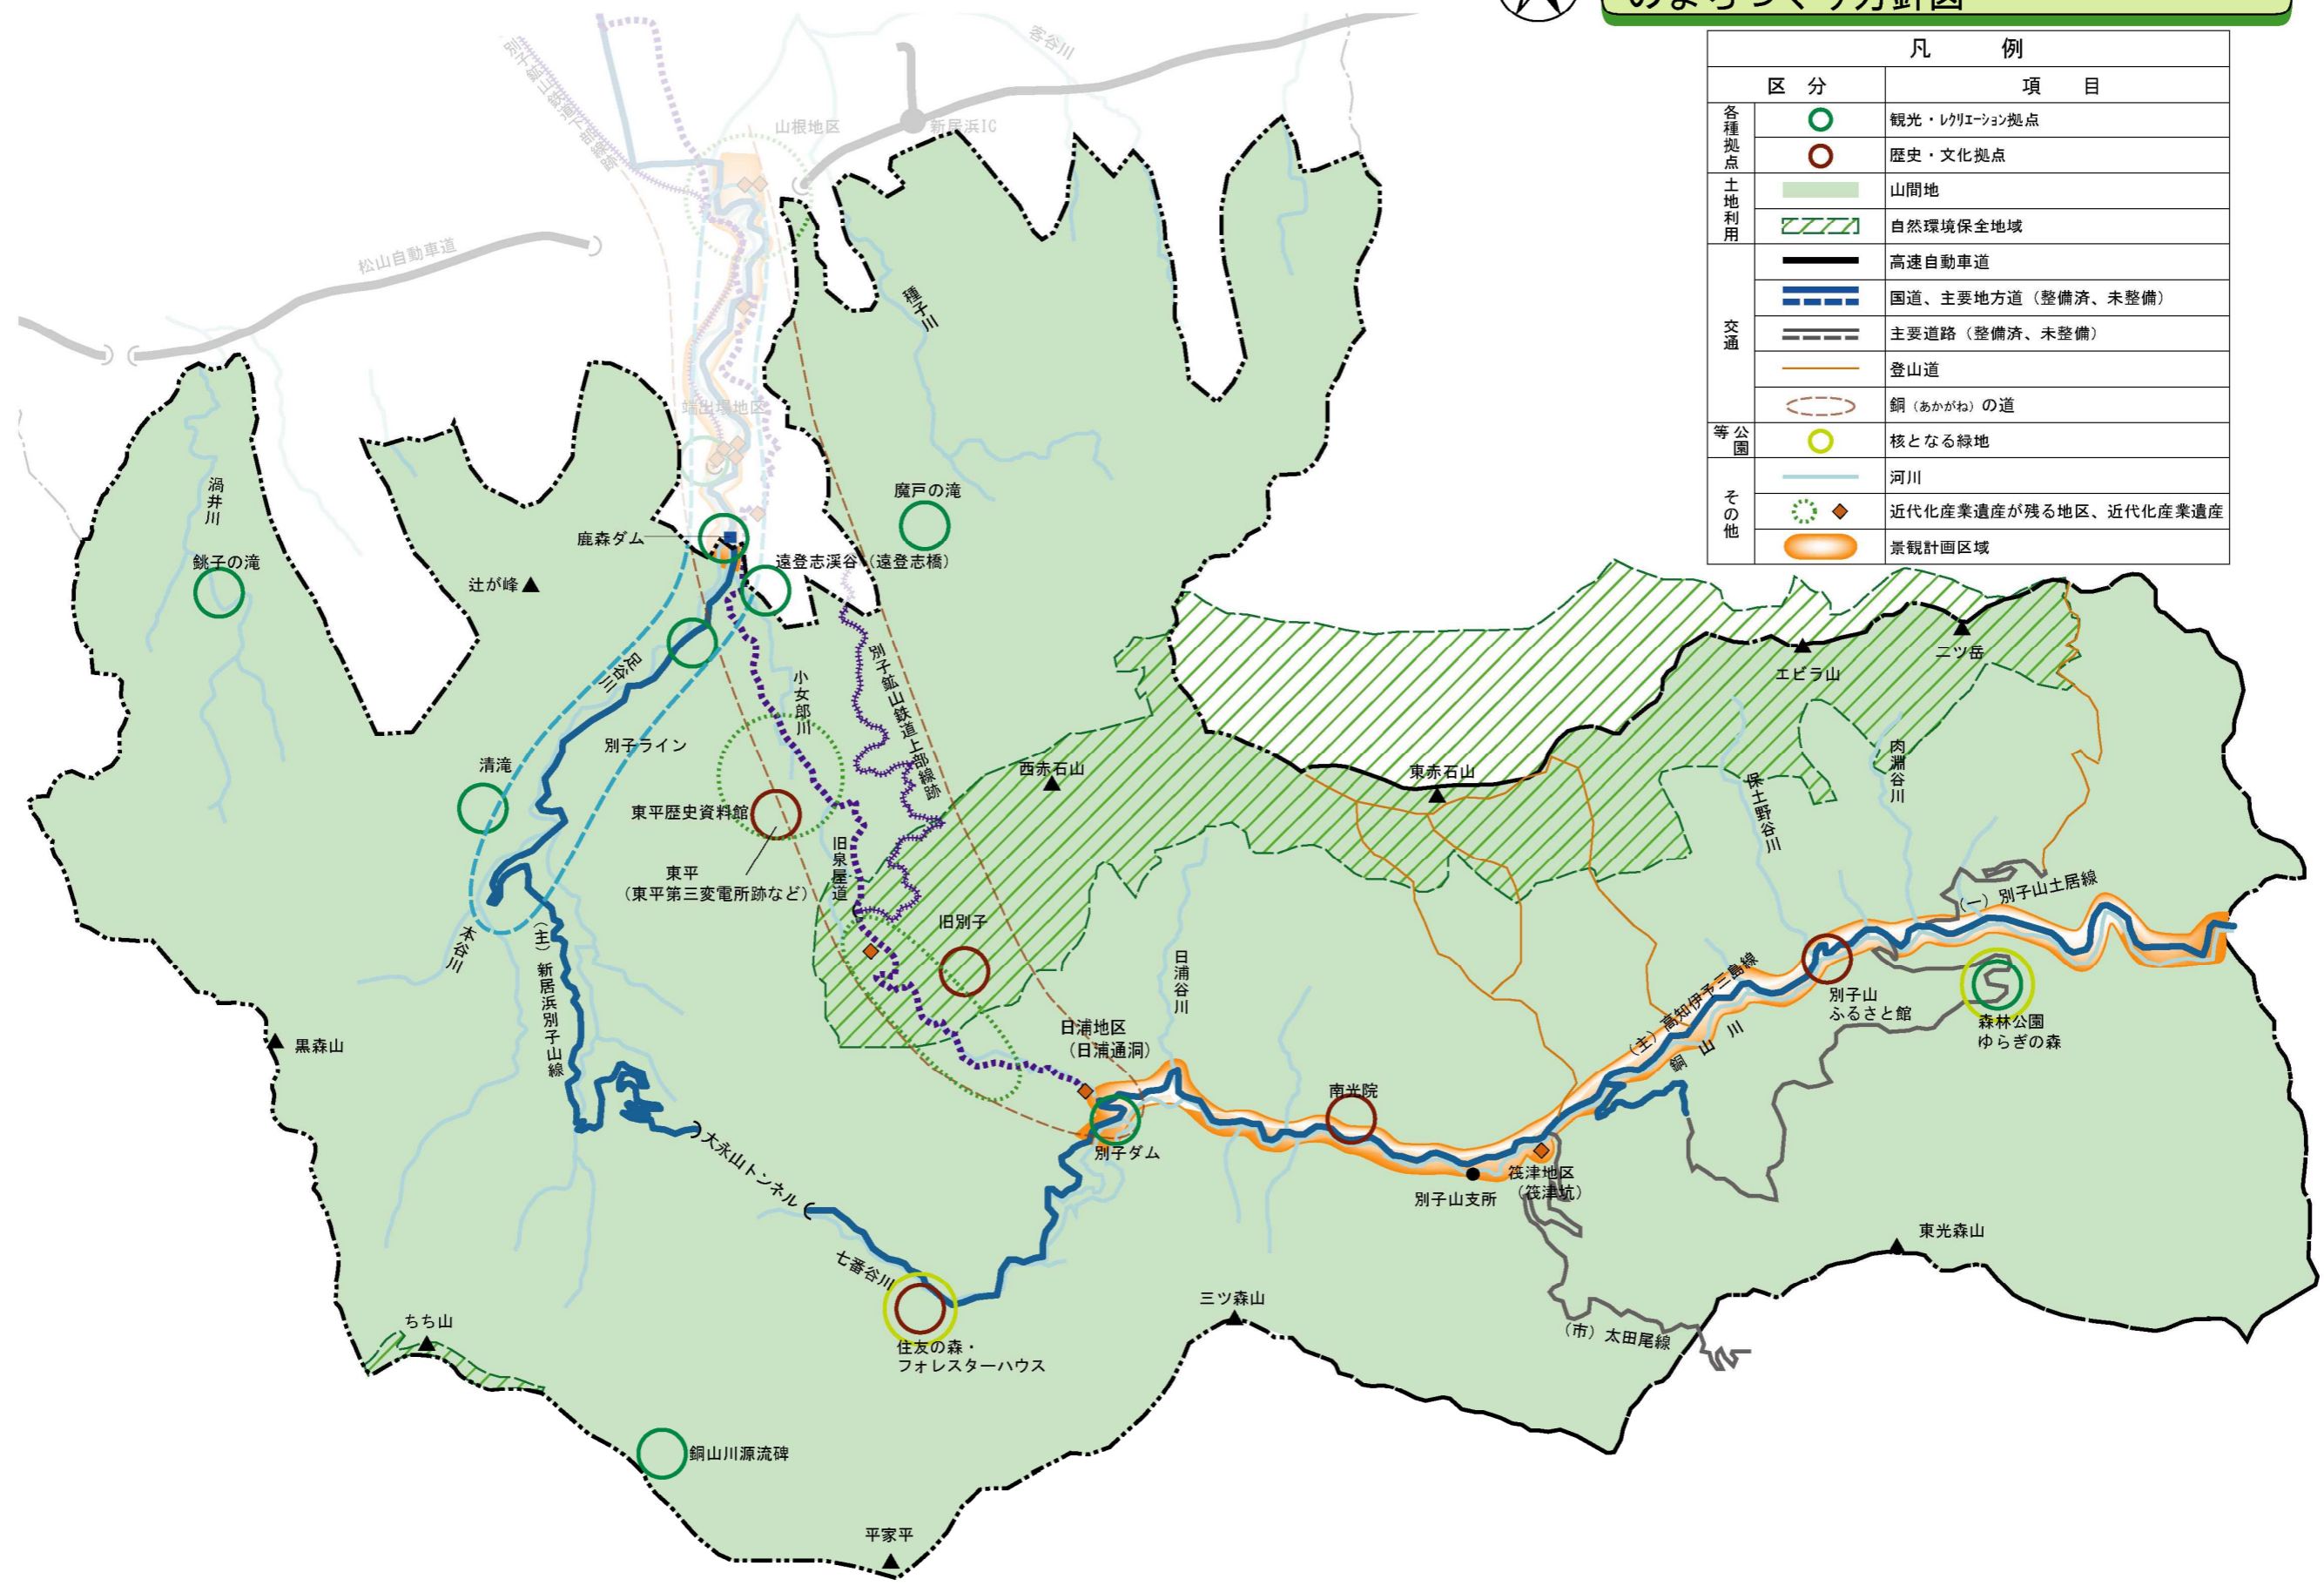 のまちづくり方針図
凡　例
区　分
項　目
各種拠点
観光・レクリエーション拠点
歴史・文化拠点
土地利用
山間地
自然環境保全地域
交通
高速自動車道
国道、主要地方道（整備済、未整備）
主要道路（整備済、未整備）
登山道
銅（あかがね）の道
公園等
核となる緑地
その他
河川
近代化産業遺産が残る地区、近代化産業遺産
景観計画区域
客谷川
別子鉱山鉄道下部線跡
山根地区
新居浜IC
松山自動車道
種子川
端出場地区
渦井川
魔戸の滝
鹿森ダム
遠登志渓谷（遠登志橋）
銚子の滝
辻が峰
足谷川
小女郎川
別子鉱山鉄道上部線跡
二ツ岳
エビラ山
別子ライン
清滝
西赤石山
東赤石山
肉淵谷川
保土野谷川
東平歴史資料館
旧泉屋道
東平
（東平第三変電所跡など）
（一）別子山土居線
旧別子
本谷川
（主）新居浜別子山線
日浦谷川
（主）高知伊予三島線
別子山
ふるさと館
森林公園
ゆらぎの森
日浦地区
（日浦通洞）
銅山川
黒森山
南光院
大永山トンネル
別子ダム
筏津地区
（筏津坑）
別子山支所
東光森山
七番谷川
三ツ森山
ちち山
（市）太田尾線
住友の森・
フォレスターハウス
銅山川源流碑
平家平